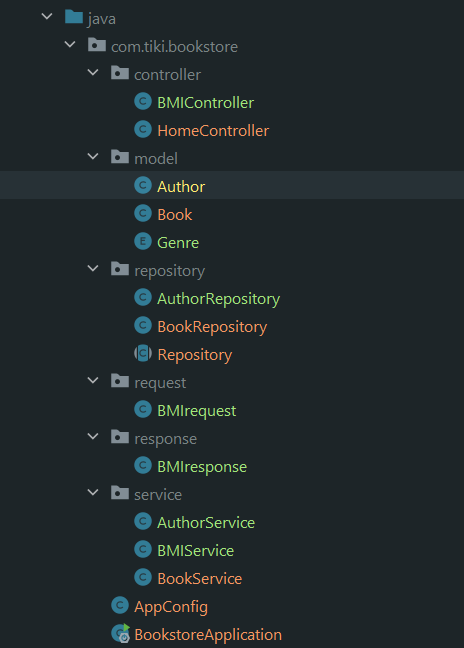 java
com.tiki.bookstore
controller
C BMIController
C HomeController
model
C Author
C Book
E Genre
repository
C AuthorRepository
C BookRepository
C Repository
request
C BMIrequest
response
C BMIresponse
service
C AuthorService
C BMIService
C BookService
C AppConfig
C BookstoreApplication